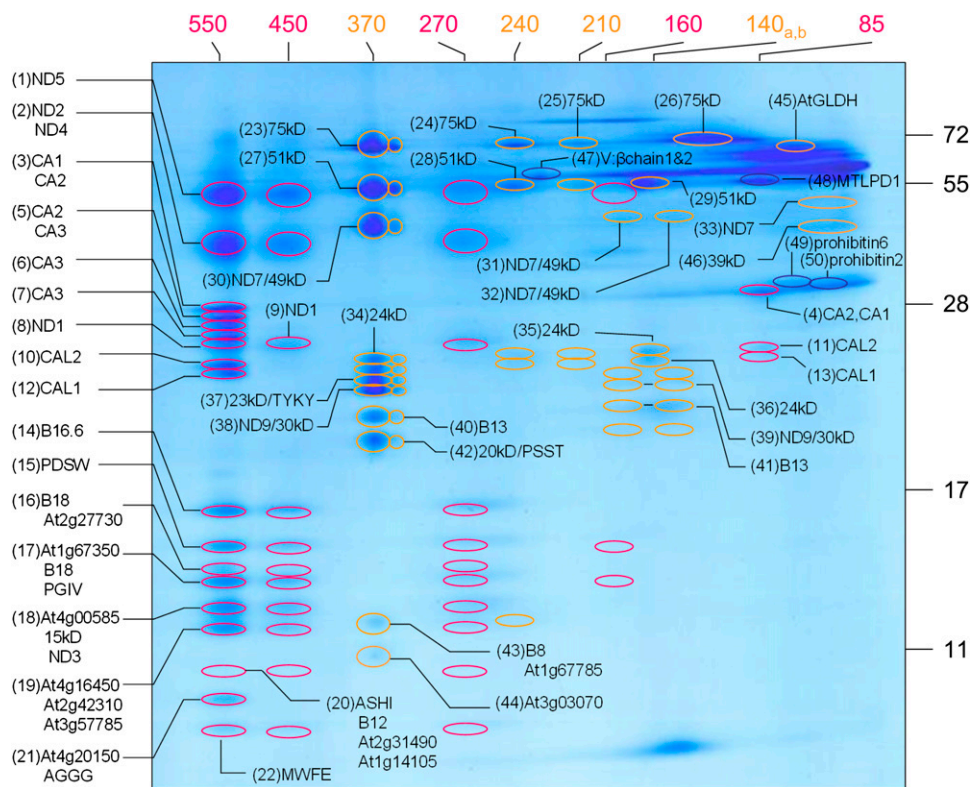 550 450 370 270 240 210 160 140a,b 85
(1)ND5
(2)ND2
ND4
(3)CA1
CA2
(5)CA2
CA3
(6)CA3
(7)CA3
(8)ND1
(10)CAL2
(12)CAL1
(14)B16.6
(15)PDSW
(16)B18
At2g27730
(17)At1g67350
B18
PGIV
(18)At4g00585
15kD
ND3
(19)At4g16450
At2g42310
At3g57785
(21)At4g20150
AGGG
(23)75kD
(27)51kD
(30)ND7/49kD
(9)ND1
(34)24kD
(37)23kD/TYKY
(38)ND9/30kD
(40)B13
(42)20kD/PSST
(24)75kD
(25)75kD
(26)75kD
(45)AtGLDH
(28)51kD
(47)V:βchain1&2
(48)MTLPD1
(29)51kD
(33)ND7
(31)ND7/49kD
(46)39kD
(49)prohibitin6
(50)prohibitin2
32)ND7/49kD
(4)CA2,CA1
(35)24kD
(11)CAL2
(13)CAL1
(36)24kD
(39)ND9/30kD
(41)B13
(43)B8
At1g67785
(44)At3g03070
(20)ASHI
B12
At2g31490
At1g14105
(22)MWFE
72
55
28
17
11